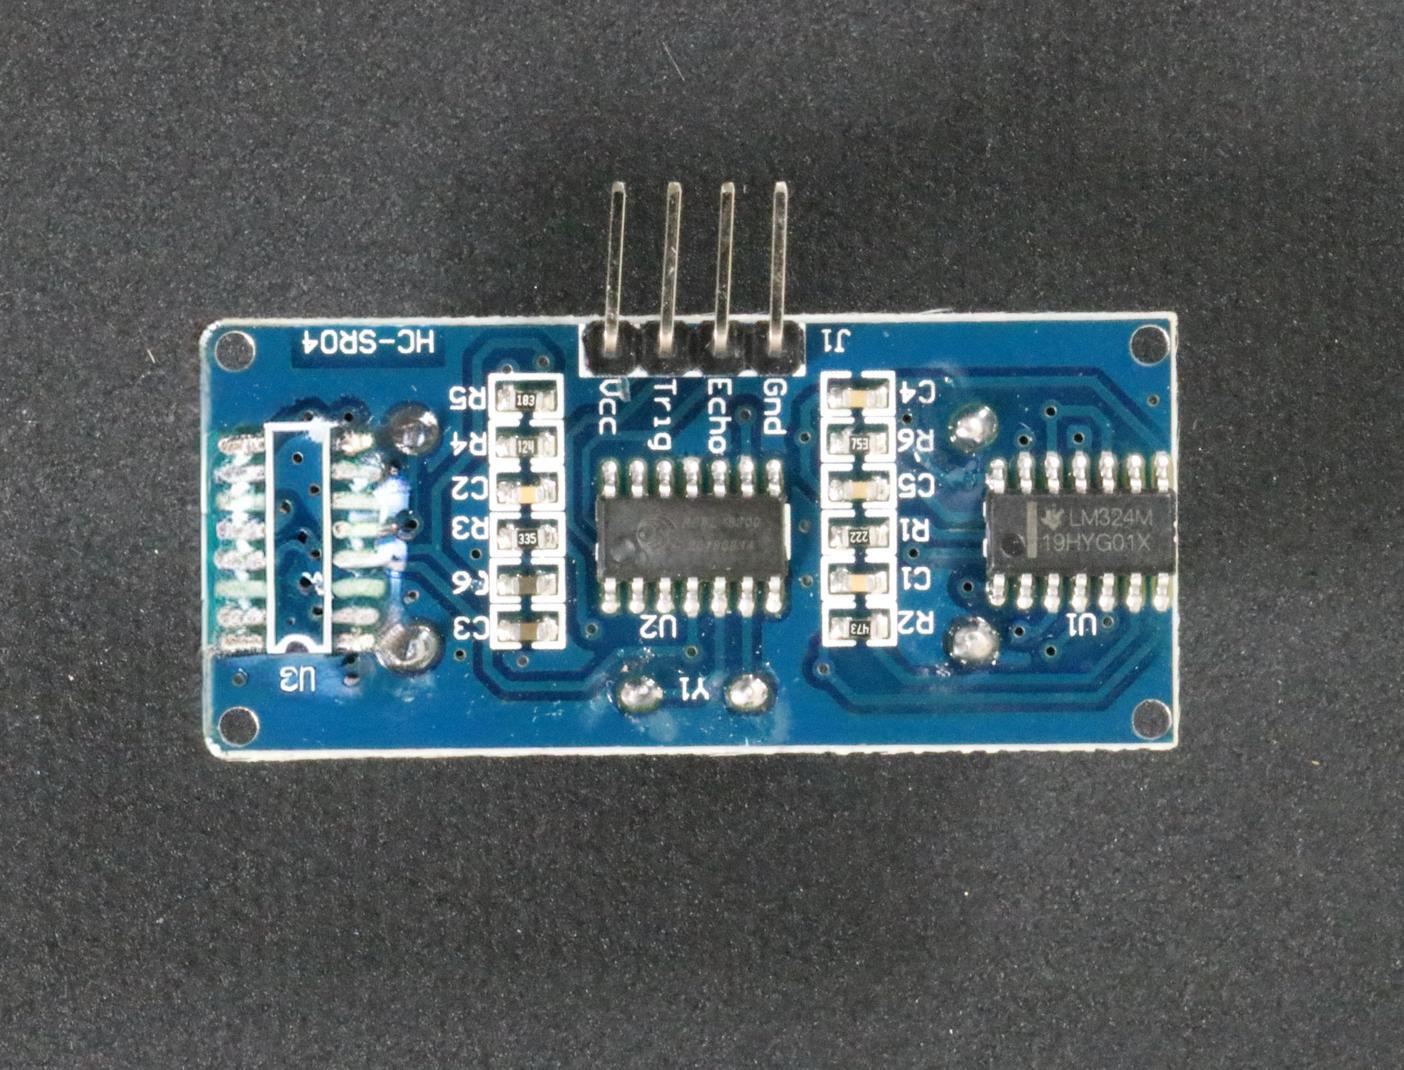 HC-SR04
J1
Vcc
Trig
Echo
Gnd
R5
183
R4
124
C2
R3
335
C6
C3
C4
R6
753
C5
R1
222
C1
R2
473
U1
LM324M
19HYG01X
U2
U3
Y1